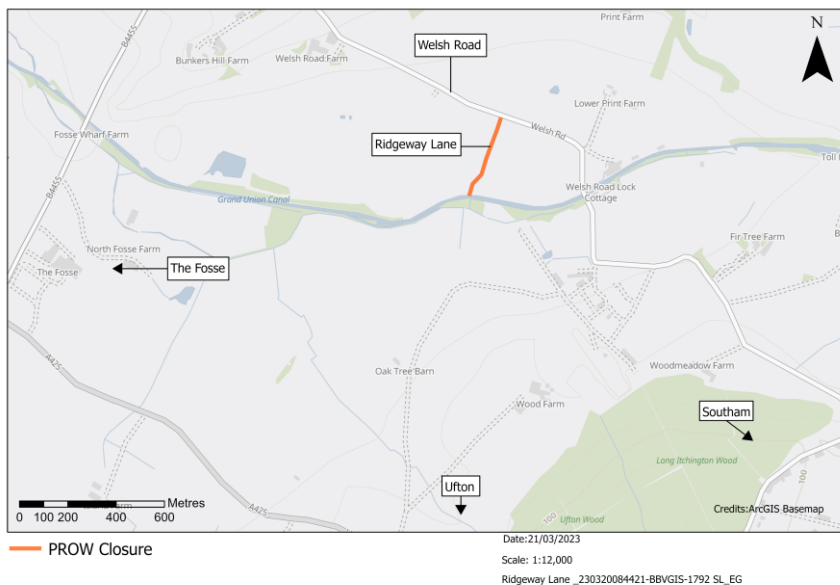 Print Farm
N
B4455
Welsh Road
Bunkers Hill Farm
Welsh Road Farm
Lower Print Farm
Fosse Wharf Farm
Welsh Rd
Ridgeway Lane
Toll
Welsh Road Lock
Cottage
B4455
Grand Union Canal
Fir Tree Farm
North Fosse Farm
The Fosse
The Fosse
A425
Oak Tree Barn
Woodmeadow Farm
Wood Farm
Southam
Long Itchington Wood
100
Ufton
Metres
0 100 200 400 600
A425
100
Ufton Wood
Credits:ArcGIS Basemap
PROW Closure
Date:21/03/2023
Scale: 1:12,000
Ridgeway Lane _230320084421-BBVGIS-1792 SL_EG